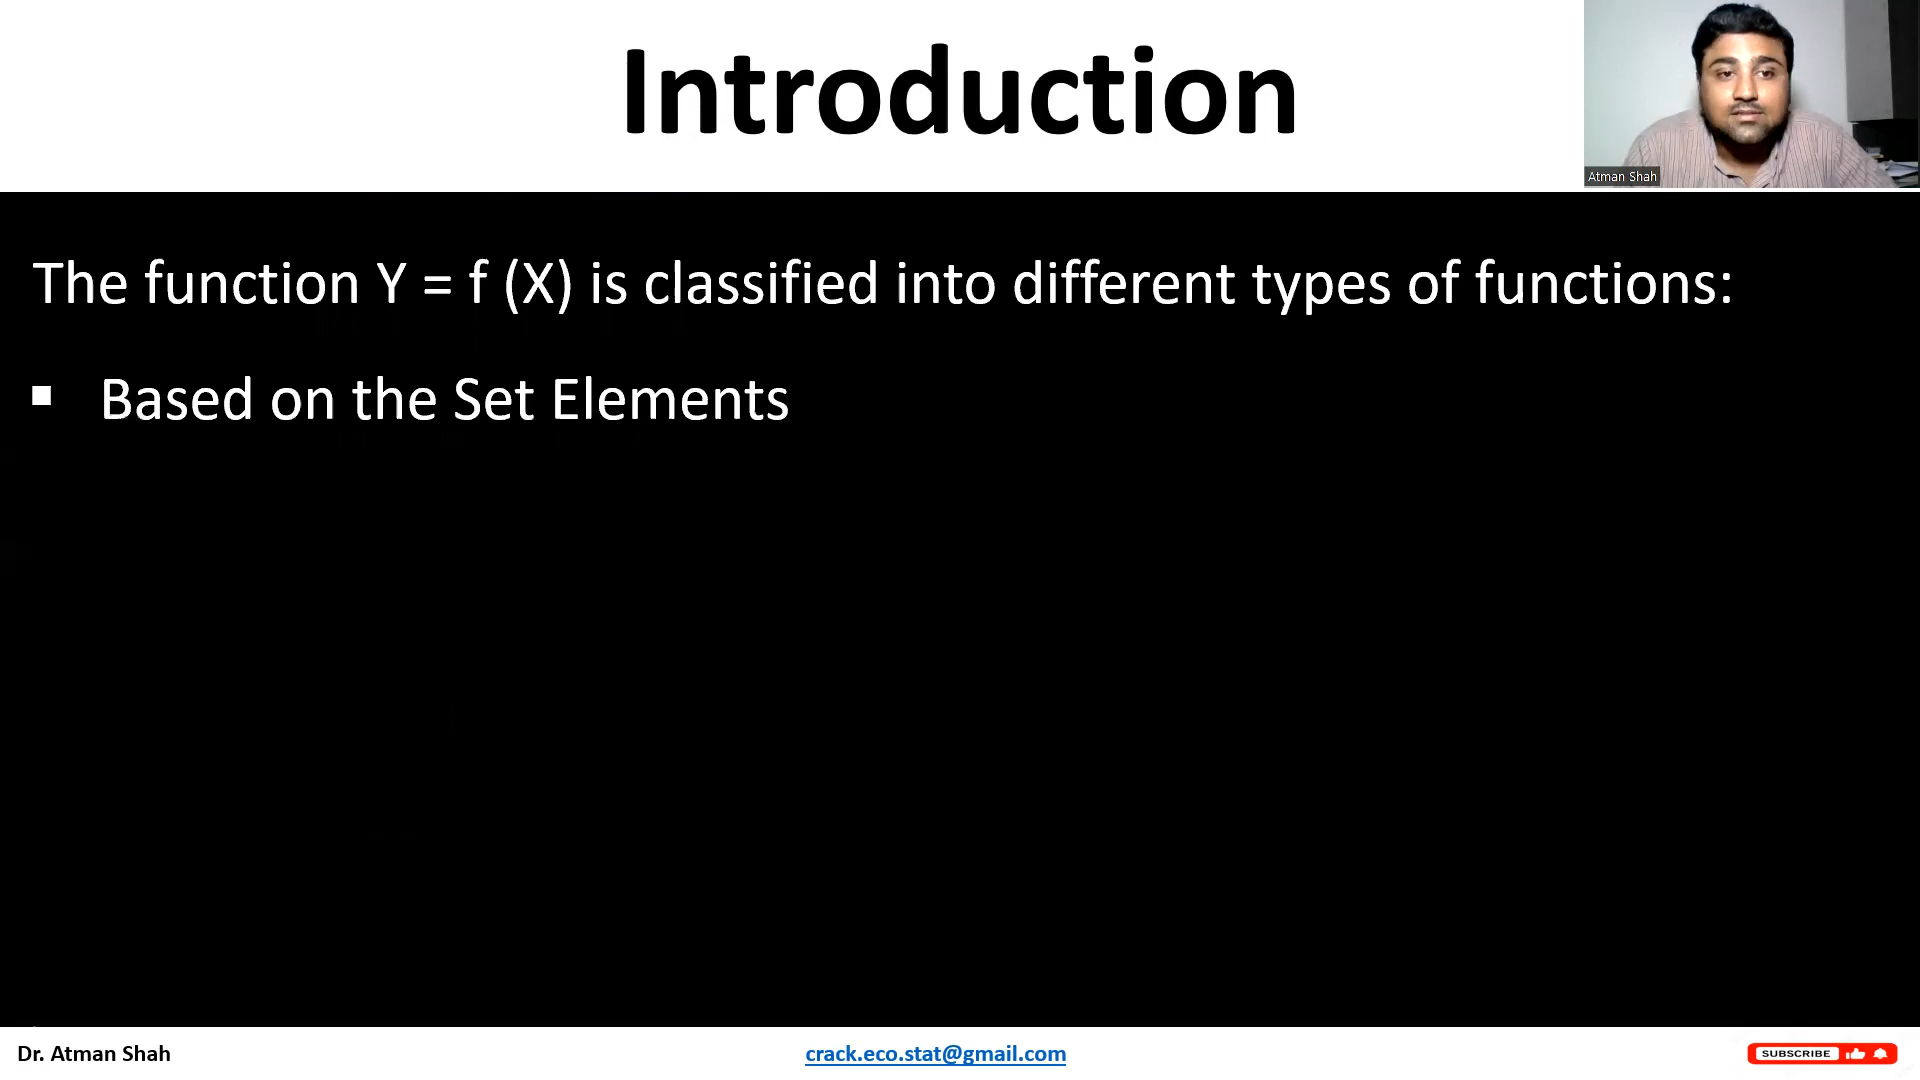 Introduction
Atman Shah
The function Y = f (X) is classified into different types of functions:
▪ Based on the Set Elements
Dr. Atman Shah
crack.eco.stat@gmail.com
SUBSCRIBE